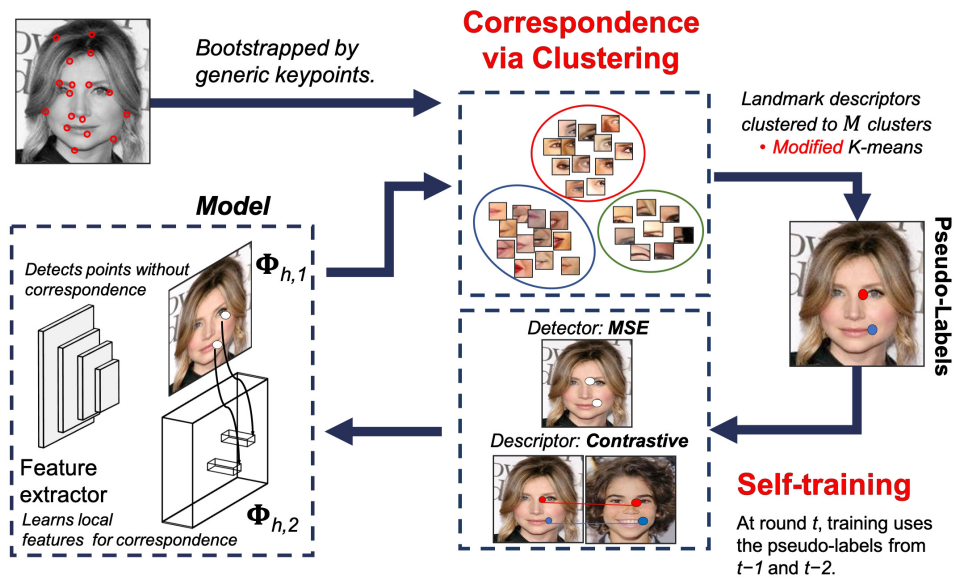 Correspondence
via Clustering
Bootstrapped by
generic keypoints.
Landmark descriptors
clustered to M clusters
• Modified K-means
Model
Detects points without
correspondence
Φh,1
Pseudo-Labels
Detector: MSE
Descriptor: Contrastive
Feature
extractor
Learns local
features for correspondence
Φh,2
Self-training
At round t, training uses
the pseudo-labels from
t−1 and t−2.